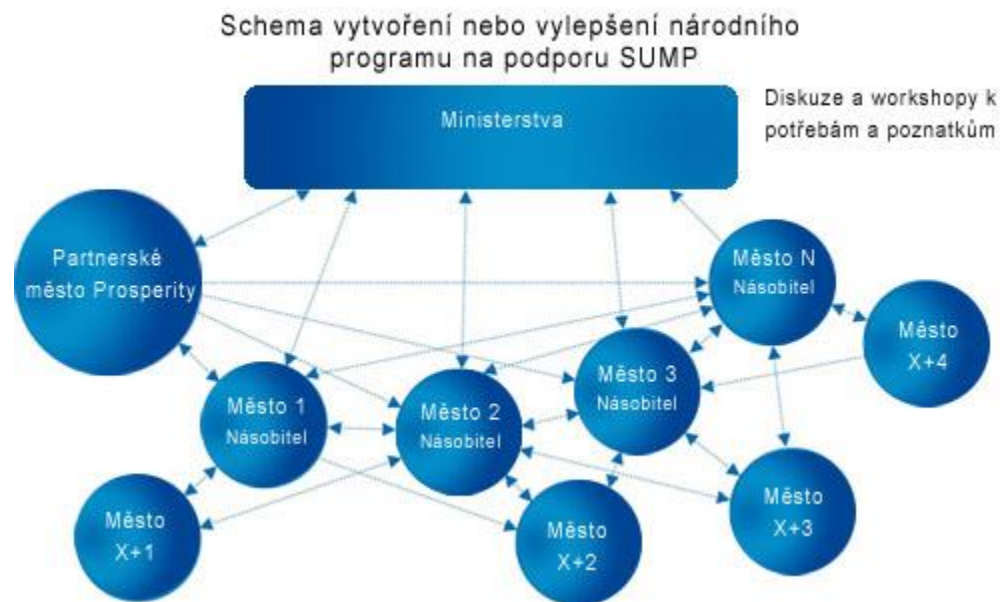 Schema vytvoření nebo vylepšení národního
programu na podporu SUMP
Ministerstva
Diskuze a workshopy k
potřebám a poznatkům
Partnerské
město Prosperity
Město N
Násobitel
Město
X+4
Město 3
Násobitel
Město 1
Násobitel
Město 2
Násobitel
Město
X+1
Město
X+2
Město
X+3